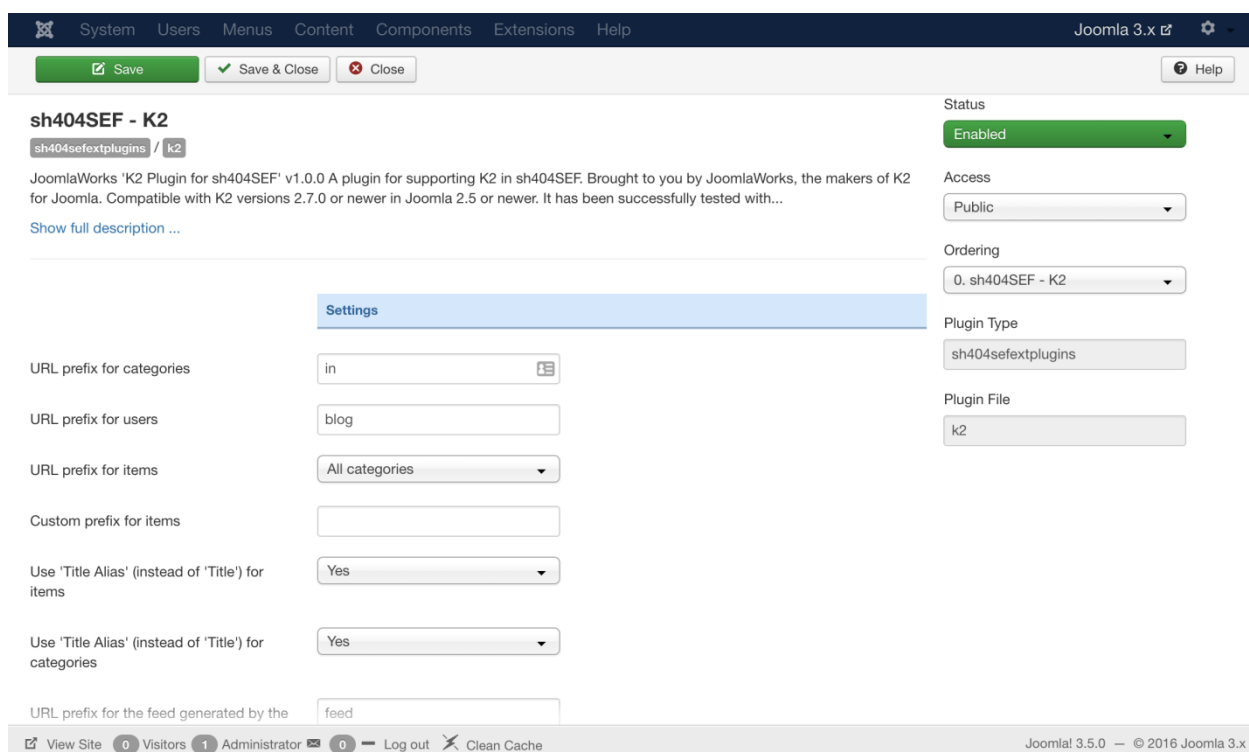 System Users Menus Content Components Extensions Help Joomla 3.x
Save Save & Close Close Help
sh404SEF - K2
sh404sefextplugins / k2
JoomlaWorks 'K2 Plugin for sh404SEF' v1.0.0 A plugin for supporting K2 in sh404SEF. Brought to you by JoomlaWorks, the makers of K2
for Joomla. Compatible with K2 versions 2.7.0 or newer in Joomla 2.5 or newer. It has been successfully tested with...
Show full description ...
Settings
URL prefix for categories in
URL prefix for users blog
URL prefix for items All categories
Custom prefix for items
Use 'Title Alias' (instead of 'Title') for
items
Yes
Use 'Title Alias' (instead of 'Title') for
categories
Yes
URL prefix for the feed generated by the feed
Status
Enabled
Access
Public
Ordering
0. sh404SEF - K2
Plugin Type
sh404sefextplugins
Plugin File
k2
View Site 0 Visitors 1 Administrator 0 Log out Clean Cache Joomla! 3.5.0 — © 2016 Joomla 3.x